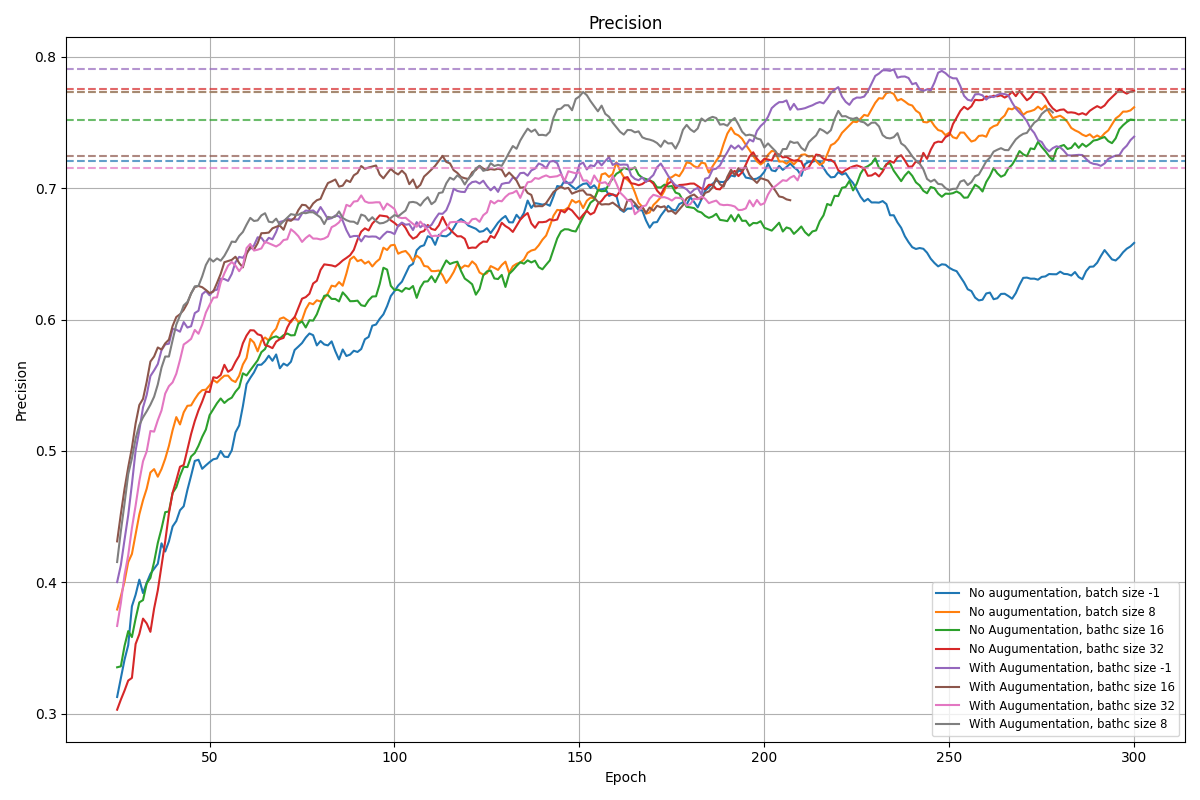 Precision
0.8
0.7
0.6
0.5
0.4
0.3
Precision
50
100
150
200
250
300
Epoch
No augumentation, batch size -1
No augumentation, batch size 8
No Augumentation, bathc size 16
No Augumentation, bathc size 32
With Augumentation, bathc size -1
With Augumentation, bathc size 16
With Augumentation, bathc size 32
With Augumentation, bathc size 8